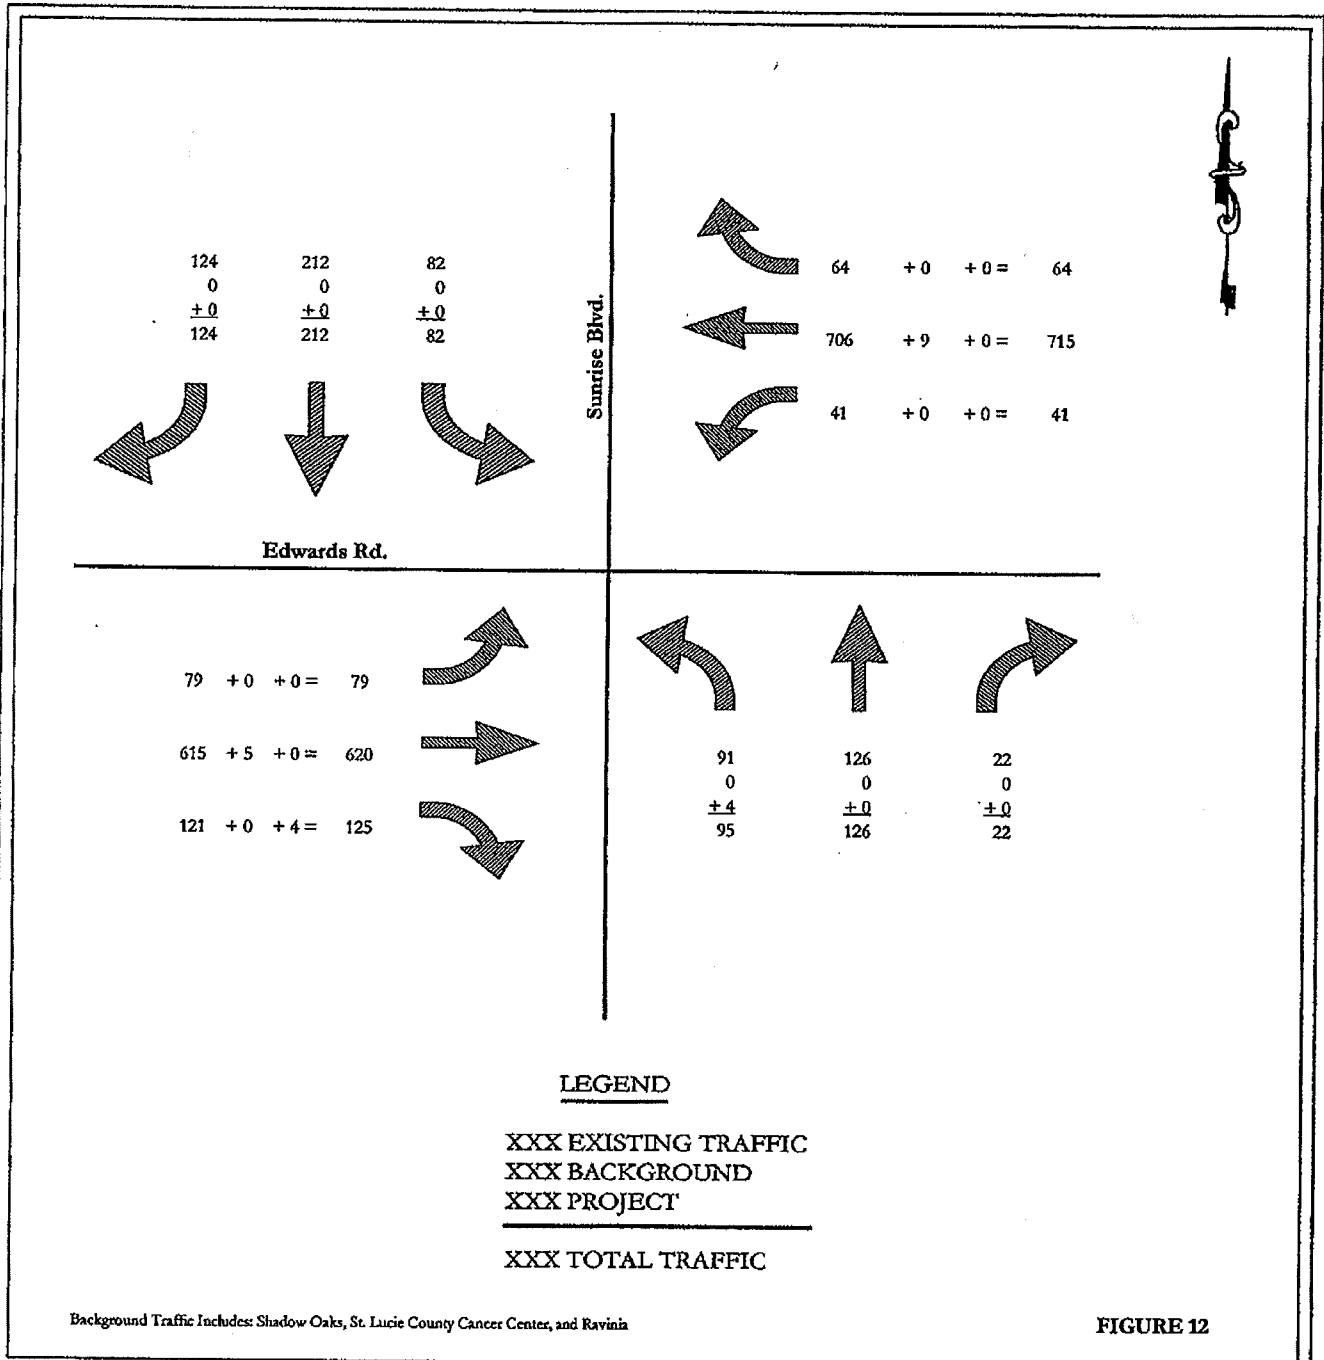 124 212 82
0 0 0
+0 +0 +0
124 212 82
Sunrise Blvd.
64 +0 +0= 64
706 +9 +0= 715
41 +0 +0= 41
Edwards Rd.
79 +0 +0= 79
615 +5 +0= 620
121 +0 +4= 125
91 126 22
0 0 0
+4 +0 +0
95 126 22
LEGEND
XXX EXISTING TRAFFIC
XXX BACKGROUND
XXX PROJECT
XXX TOTAL TRAFFIC
Background Traffic Includes: Shadow Oaks, St. Lucie County Cancer Center, and Ravinia
FIGURE 12